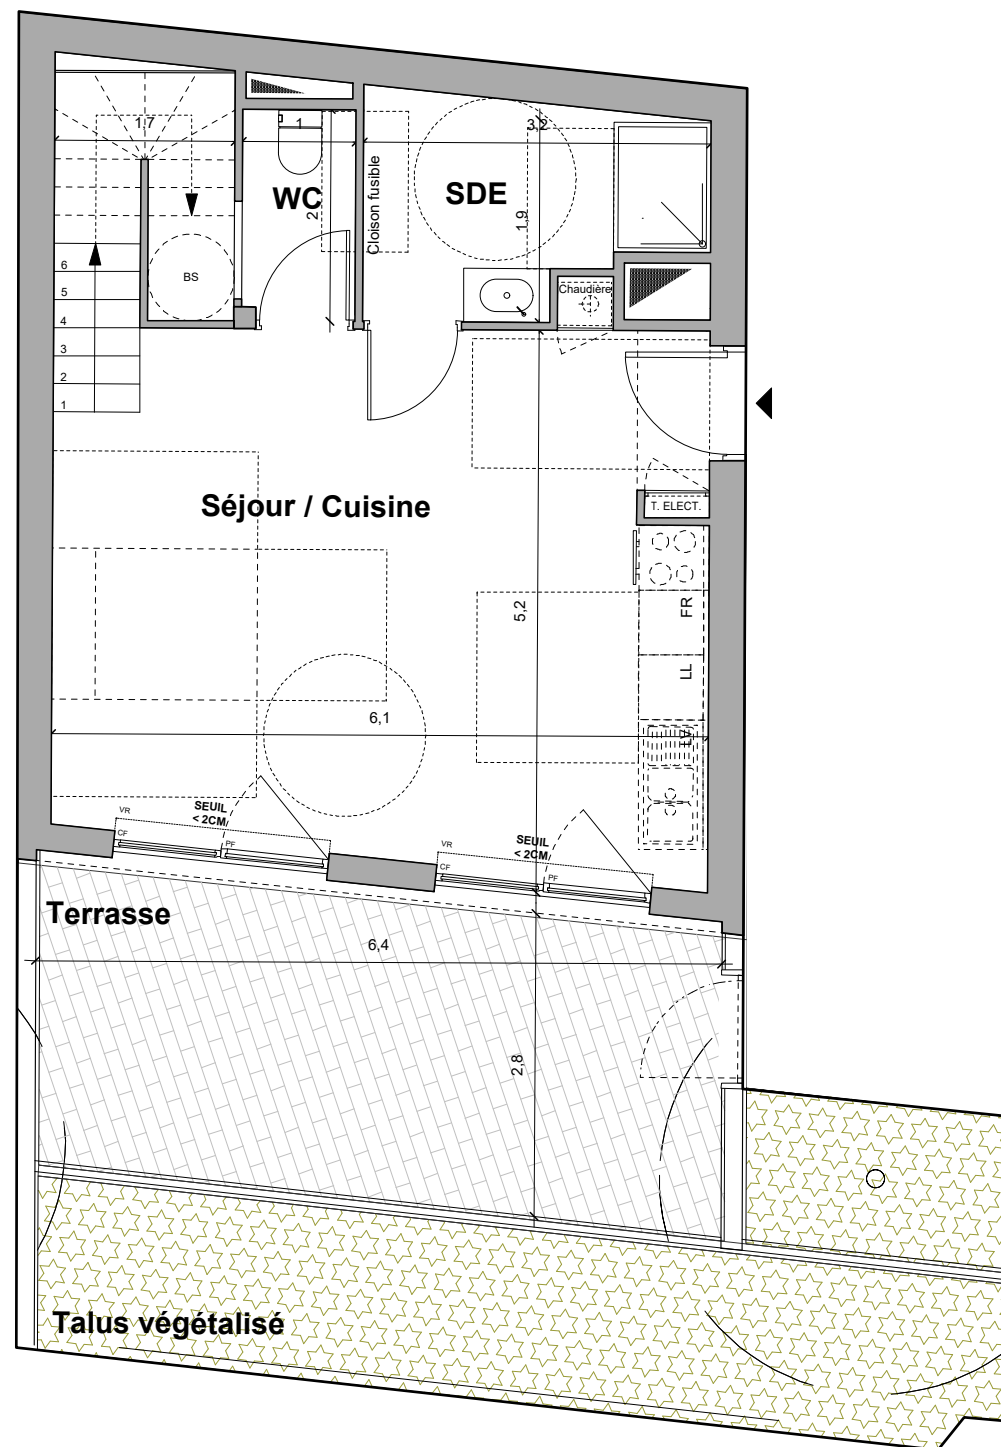 1,7
1
3,2
WC
2
Cloison fusible
SDE
1,9
BS
Chaudière
6
5
4
3
2
1
Séjour / Cuisine
T. ELECT.
FR
5,2
LL
6,1
LV
VR
SEUIL
< 2CM
CF
PF
VR
SEUIL
< 2CM
CF
PF
Terrasse
6,4
2,8
Talus végétalisé